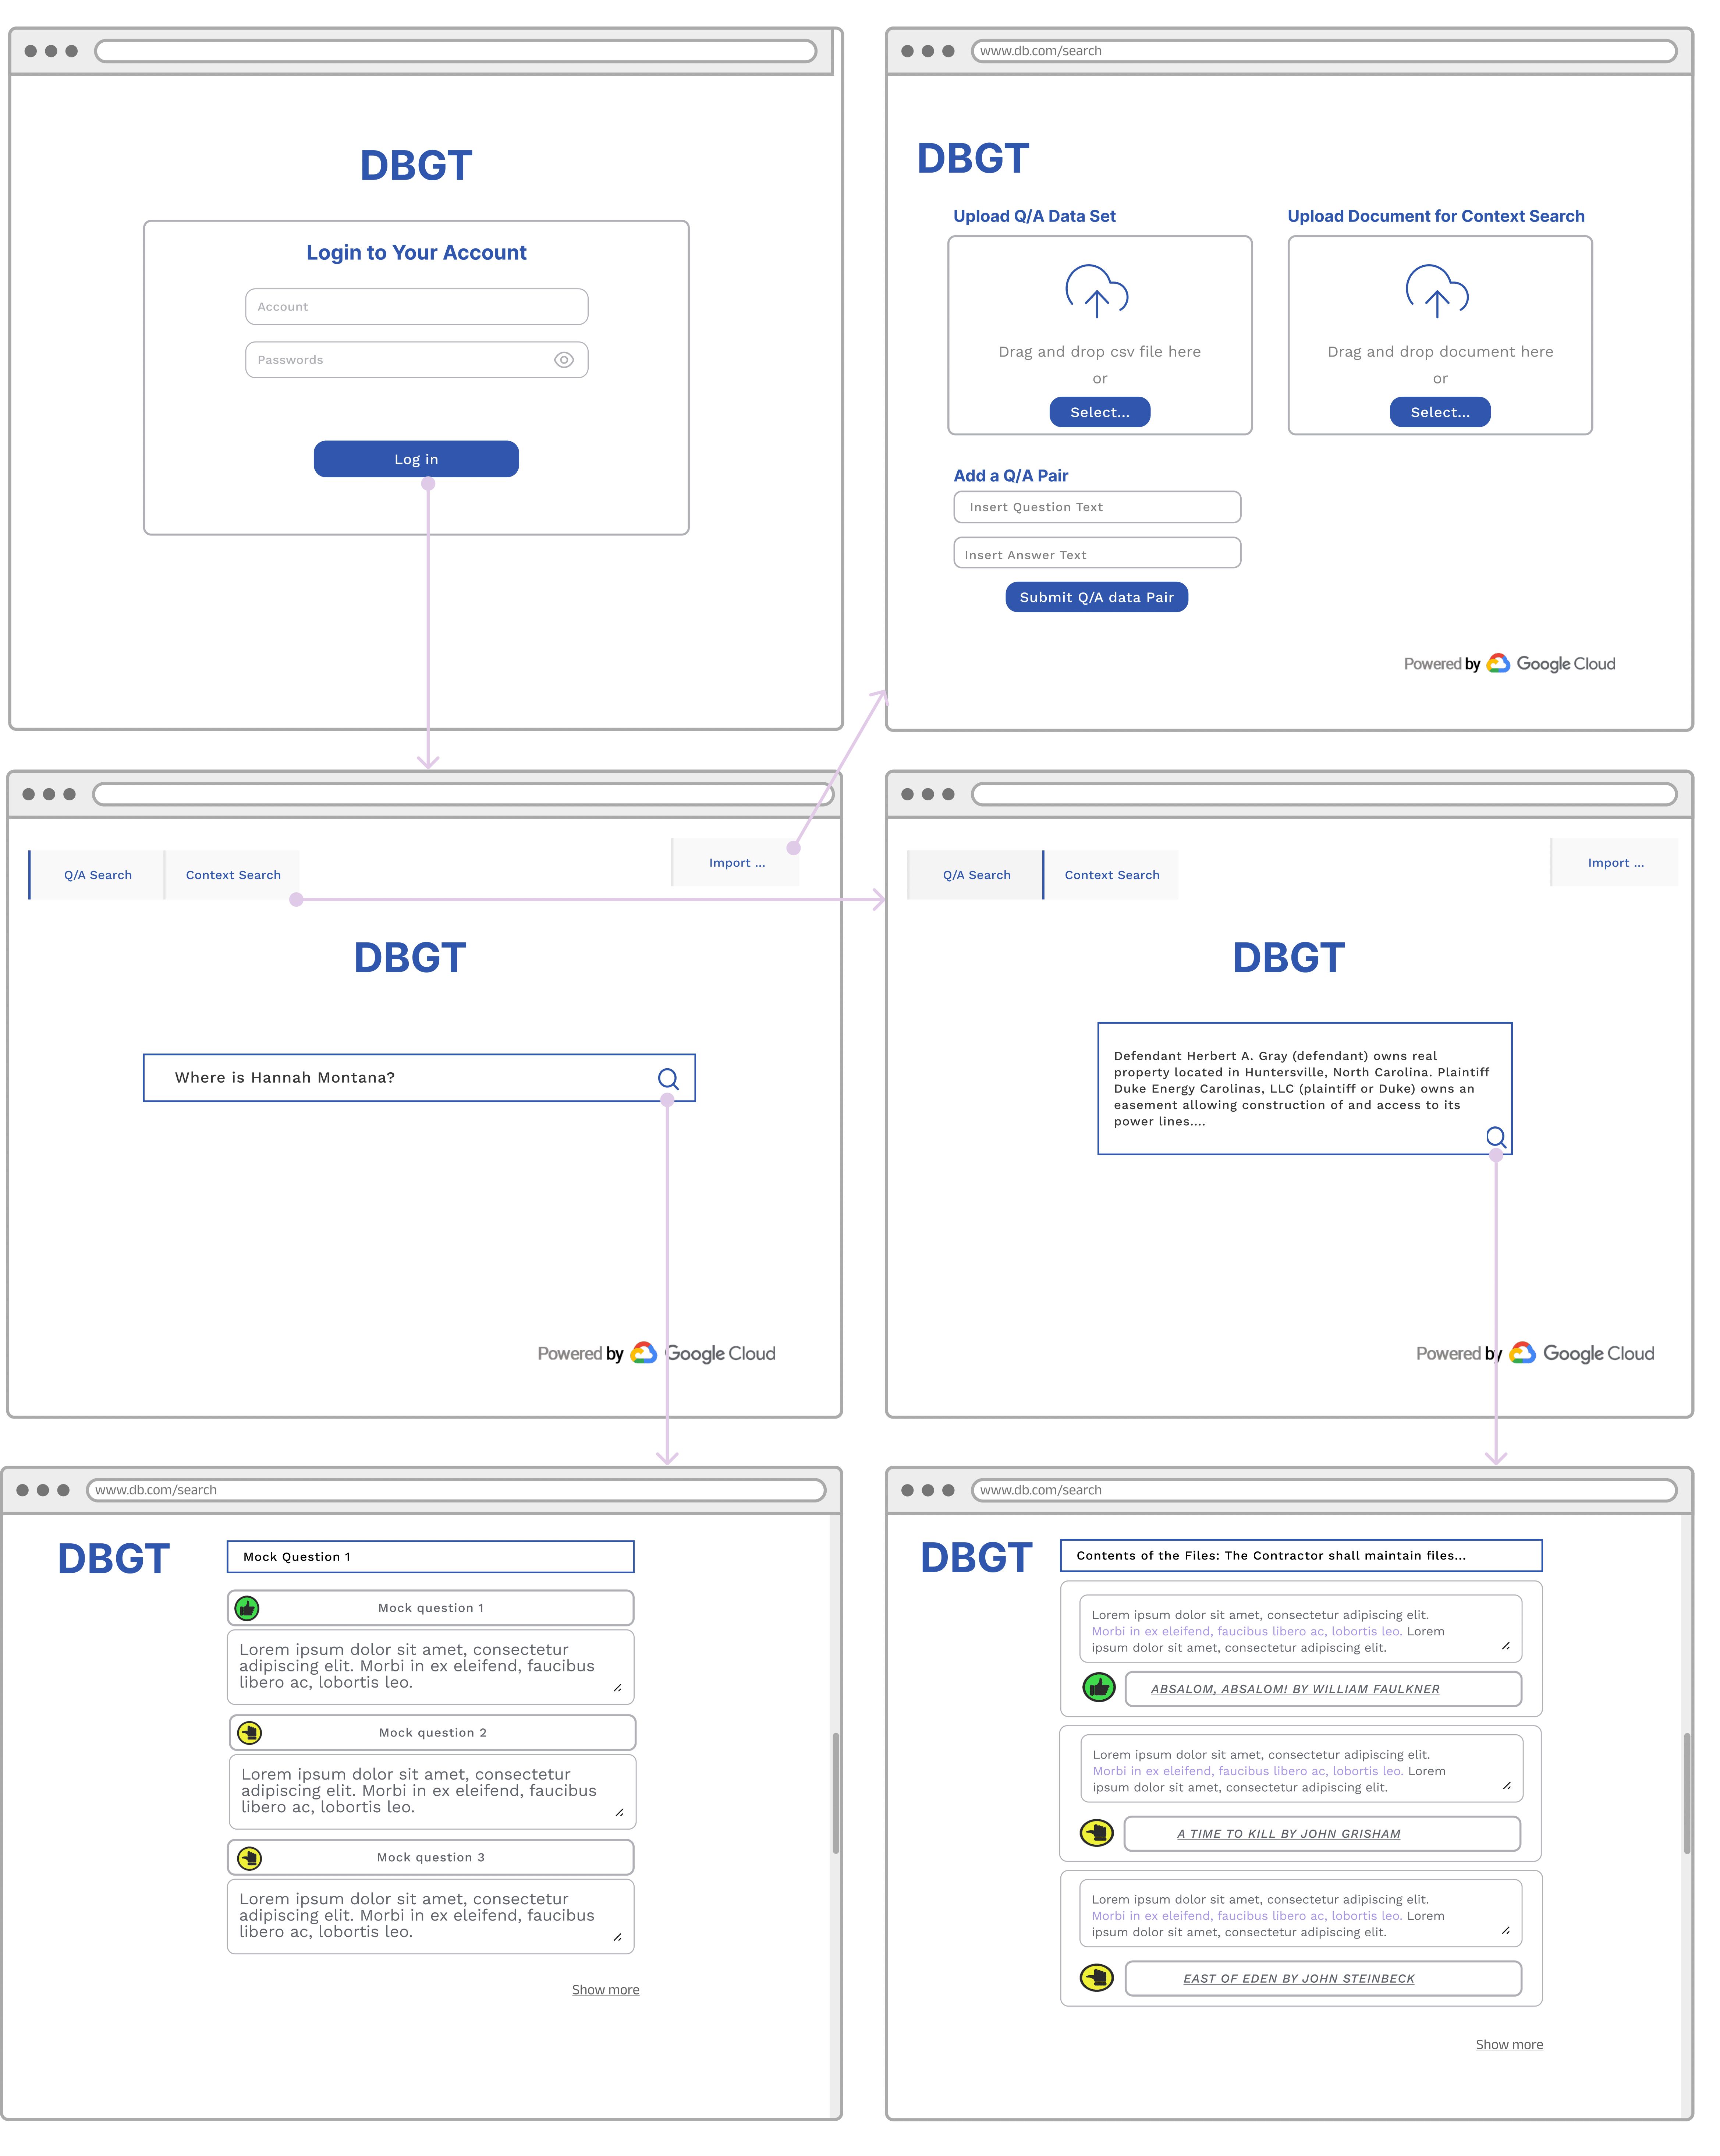 DBGT
Login to Your Account
Account
Passwords
Log in
www.db.com/search
DBGT
Upload Q/A Data Set
Drag and drop csv file here
or
Select...
Upload Document for Context Search
Drag and drop document here
or
Select...
Add a Q/A Pair
Insert Question Text
Insert Answer Text
Submit Q/A data Pair
Powered by Google Cloud
Q/A Search
Context Search
Import ...
DBGT
Where is Hannah Montana?
Powered by Google Cloud
Q/A Search
Context Search
Import ...
DBGT
Defendant Herbert A. Gray (defendant) owns real
property located in Huntersville, North Carolina. Plaintiff
Duke Energy Carolinas, LLC (plaintiff or Duke) owns an
easement allowing construction of and access to its
power lines....
Powered by Google Cloud
www.db.com/search
DBGT
Mock Question 1
Mock question 1
Lorem ipsum dolor sit amet, consectetur
adipiscing elit. Morbi in ex eleifend, faucibus
libero ac, lobortis leo.
Mock question 2
Lorem ipsum dolor sit amet, consectetur
adipiscing elit. Morbi in ex eleifend, faucibus
libero ac, lobortis leo.
Mock question 3
Lorem ipsum dolor sit amet, consectetur
adipiscing elit. Morbi in ex eleifend, faucibus
libero ac, lobortis leo.
Show more
www.db.com/search
DBGT
Contents of the Files: The Contractor shall maintain files...
Lorem ipsum dolor sit amet, consectetur adipiscing elit.
Morbi in ex eleifend, faucibus libero ac, lobortis leo. Lorem
ipsum dolor sit amet, consectetur adipiscing elit.
ABSALOM, ABSALOM! BY WILLIAM FAULKNER
Lorem ipsum dolor sit amet, consectetur adipiscing elit.
Morbi in ex eleifend, faucibus libero ac, lobortis leo. Lorem
ipsum dolor sit amet, consectetur adipiscing elit.
A TIME TO KILL BY JOHN GRISHAM
Lorem ipsum dolor sit amet, consectetur adipiscing elit.
Morbi in ex eleifend, faucibus libero ac, lobortis leo. Lorem
ipsum dolor sit amet, consectetur adipiscing elit.
EAST OF EDEN BY JOHN STEINBECK
Show more